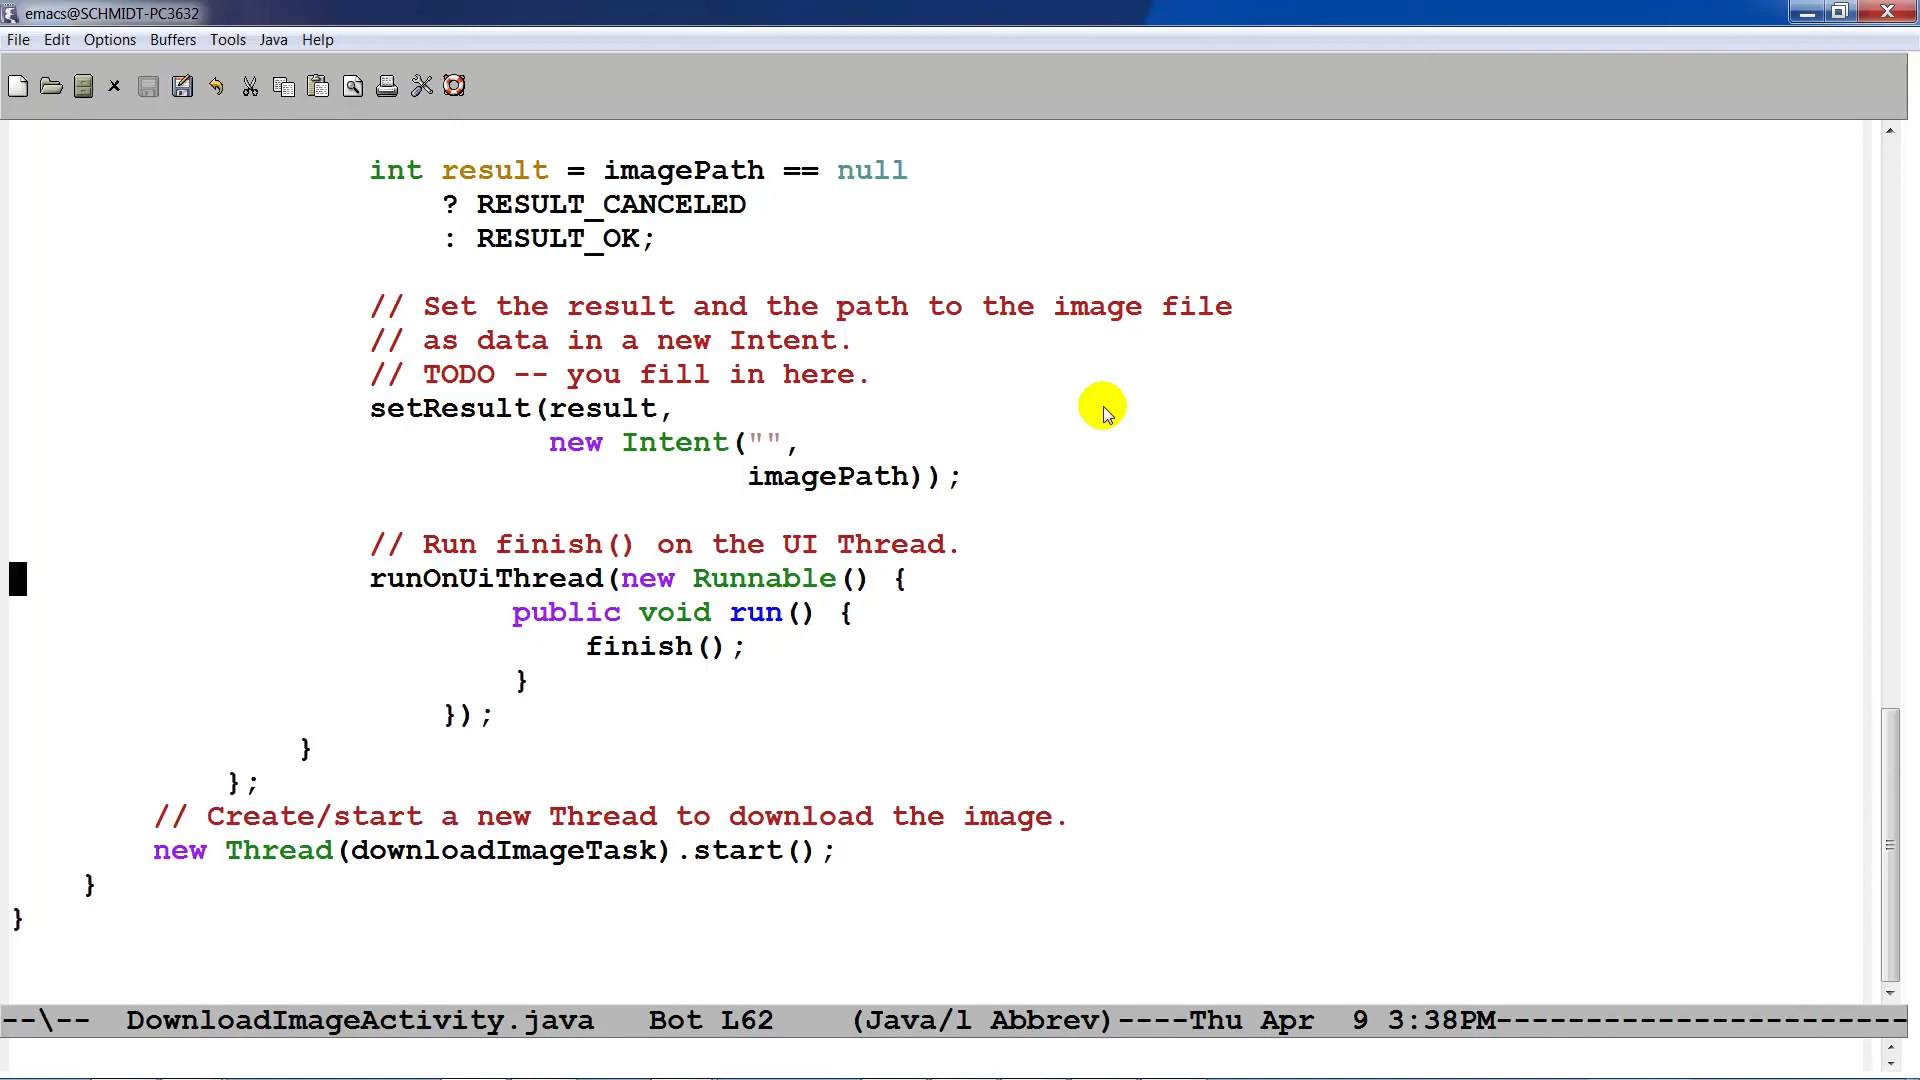 emacs@SCHMIDT-PC3632
File Edit Options Buffers Tools Java Help
int result = imagePath == null
? RESULT_CANCELED
: RESULT_OK;
// Set the result and the path to the image file
// as data in a new Intent.
// TODO -- you fill in here.
setResult(result,
new Intent("",
imagePath));
// Run finish() on the UI Thread.
runOnUiThread(new Runnable() {
public void run() {
finish();
}
});
}
};
// Create/start a new Thread to download the image.
new Thread(downloadImageTask).start();
}
}
--\-- DownloadImageActivity.java Bot L62 (Java/l Abbrev)----Thu Apr 9 3:38PM-----------------------